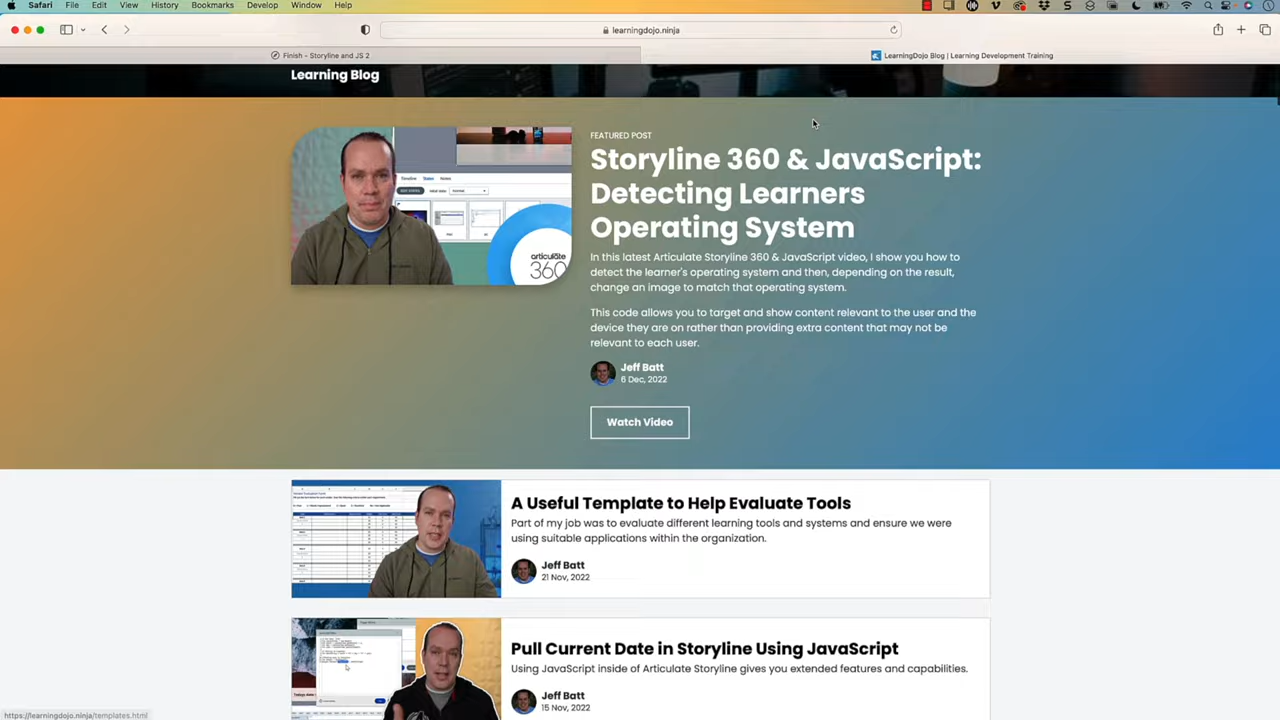 Safari File Edit View History Bookmarks Develop Window Help
learningdojo.ninja
Finish - Storyline and JS 2
LearningDojo Blog | Learning Development Training
Learning Blog
FEATURED POST
Storyline 360 & JavaScript:
Detecting Learners
Operating System
In this latest Articulate Storyline 360 & JavaScript video, I show you how to
detect the learner's operating system and then, depending on the result,
change an image to match that operating system.
This code allows you to target and show content relevant to the user and the
device they are on rather than providing extra content that may not be
relevant to each user.
Jeff Batt
6 Dec, 2022
Watch Video
Timeline States Notes
articulate
360
A Useful Template to Help Evaluate Tools
Part of my job was to evaluate different learning tools and systems and ensure we were
using suitable applications within the organization.
Jeff Batt
21 Nov, 2022
Pull Current Date in Storyline Using JavaScript
Using JavaScript inside of Articulate Storyline gives you extended features and capabilities.
Jeff Batt
15 Nov, 2022
https://learningdojo.ninja/templates.html